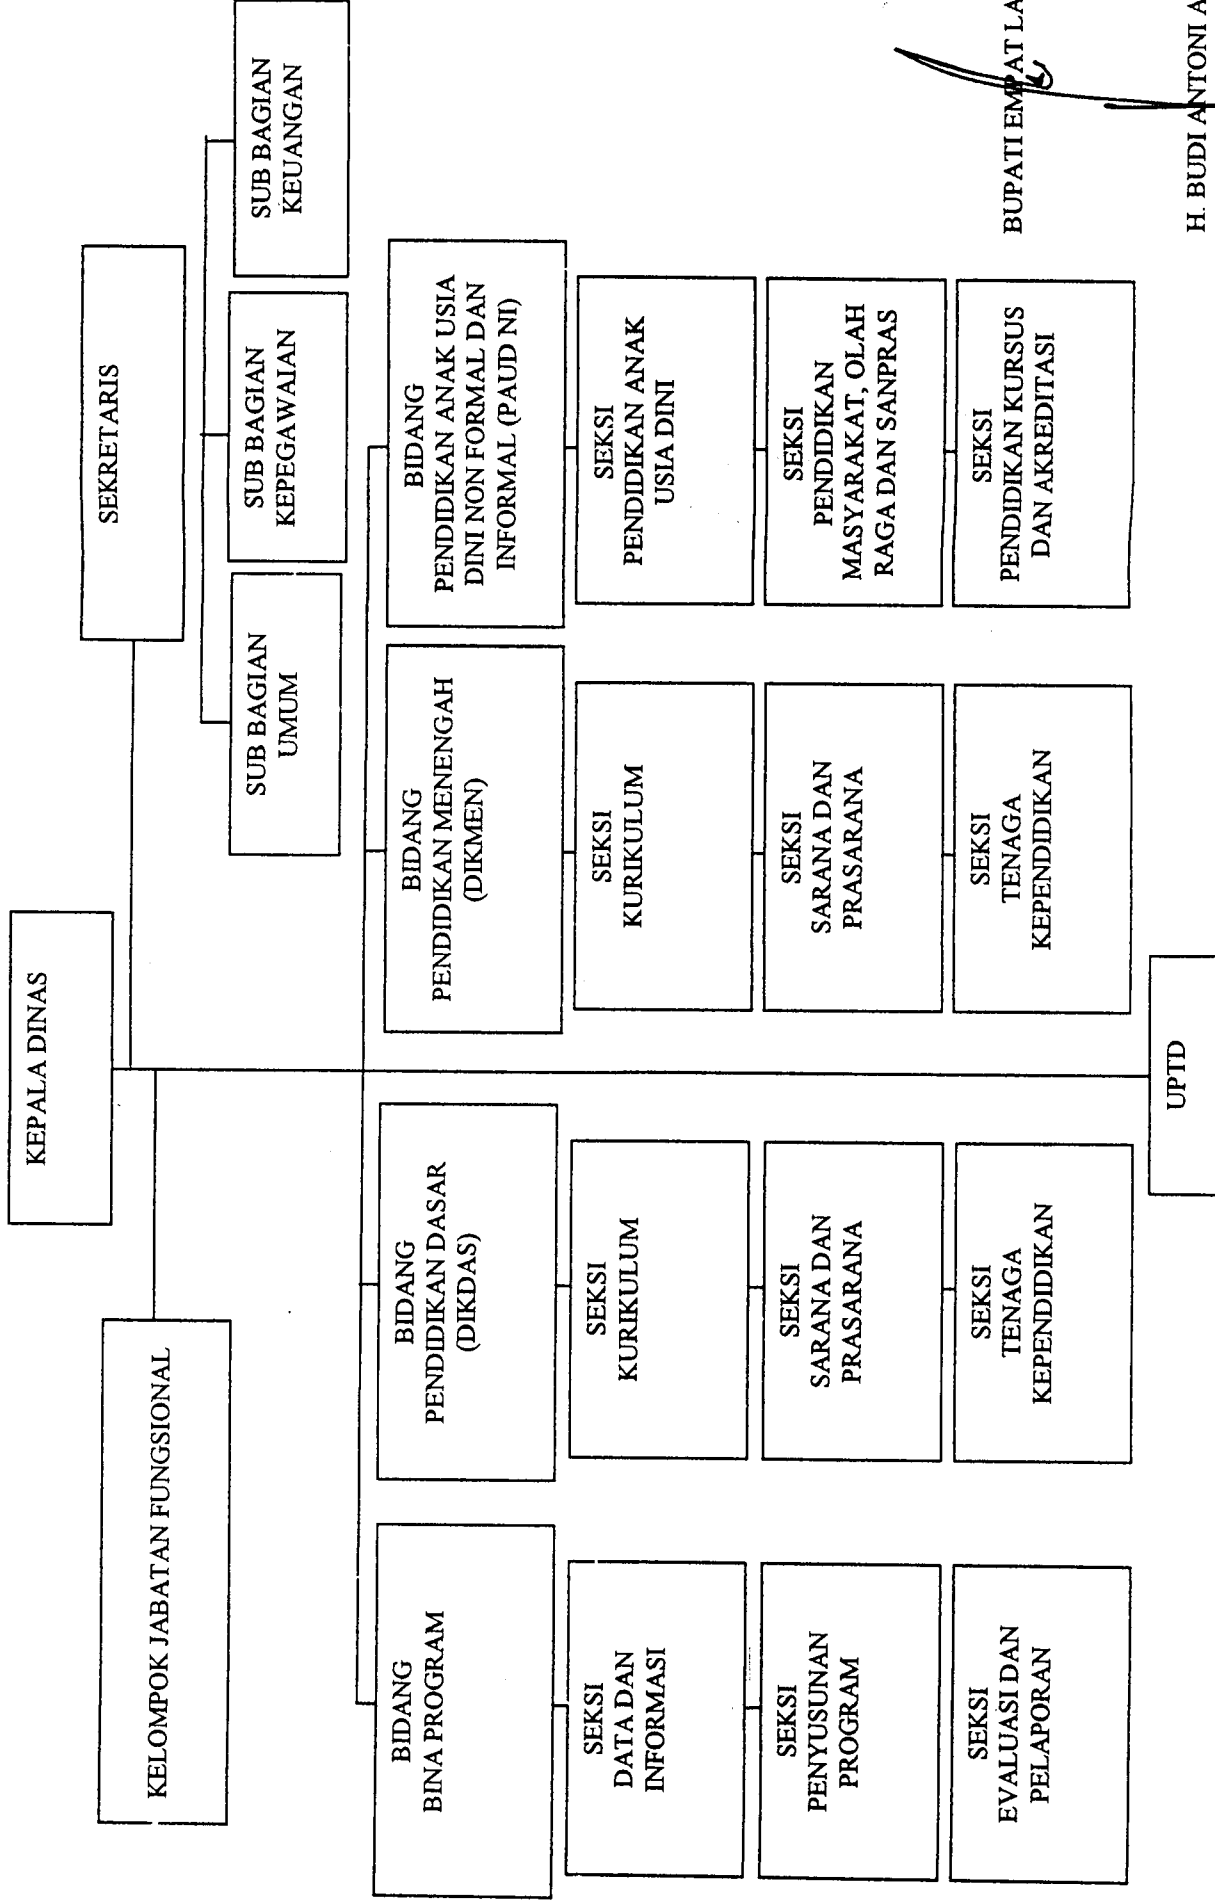 KEPALA DINAS
KELOMPOK JABATAN FUNGSIONAL
SEKRETARIS
SUB BAGIAN
UMUM
SUB BAGIAN
KEPEGAWAIAN
SUB BAGIAN
KEUANGAN
BIDANG
BINA PROGRAM
SEKSI
DATA DAN
INFORMASI
SEKSI
PENYUSUNAN
PROGRAM
SEKSI
EVALUASI DAN
PELAPORAN
BIDANG
PENDIDIKAN DASAR
(DIKDAS)
SEKSI
KURIKULUM
SEKSI
SARANA DAN
PRASARANA
SEKSI
TENAGA
KEPENDIDIKAN
BIDANG
PENDIDIKAN MENENGAH
(DIKMEN)
SEKSI
KURIKULUM
SEKSI
SARANA DAN
PRASARANA
SEKSI
TENAGA
KEPENDIDIKAN
BIDANG
PENDIDIKAN ANAK USIA
DINI NON FORMAL DAN
INFORMAL (PAUD NI)
SEKSI
PENDIDIKAN ANAK
USIA DINI
SEKSI
PENDIDIKAN
MASYARAKAT, OLAH
RAGA DAN SANPRAS
SEKSI
PENDIDIKAN KURSUS
DAN AKREDITASI
UPTD
BUPATI EMPAT LA
H. BUDI ANTONI A